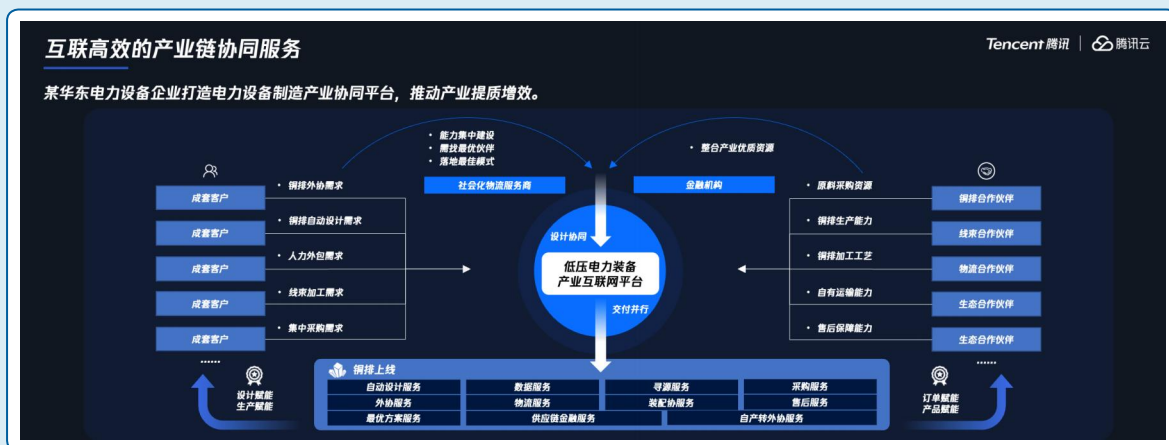 互联高效的产业链协同服务
Tencent 腾讯 | 腾讯云
某华东电力设备企业打造电力设备制造产业协同平台，推动产业提质增效。
• 能力集中建设
• 需找最优伙伴
• 落地最佳模式
• 整合产业优质资源
社会化物流服务商
金融机构
成套客户
成套客户
成套客户
成套客户
成套客户
......
• 铜排外协需求
• 铜排自动设计需求
• 人力外包需求
• 线束加工需求
• 集中采购需求
设计协同
低压电力装备
产业互联网平台
交付并行
• 原料采购资源
• 铜排生产能力
• 铜排加工工艺
• 自有运输能力
• 售后保障能力
铜排合作伙伴
线束合作伙伴
物流合作伙伴
生态合作伙伴
生态合作伙伴
......
设计赋能
生产赋能
铜排上线
自动设计服务 数据服务 寻源服务 采购服务
外协服务 物流服务 装配协服务 售后服务
最优方案服务 供应链金融服务 自产转外协服务
订单赋能
产品赋能